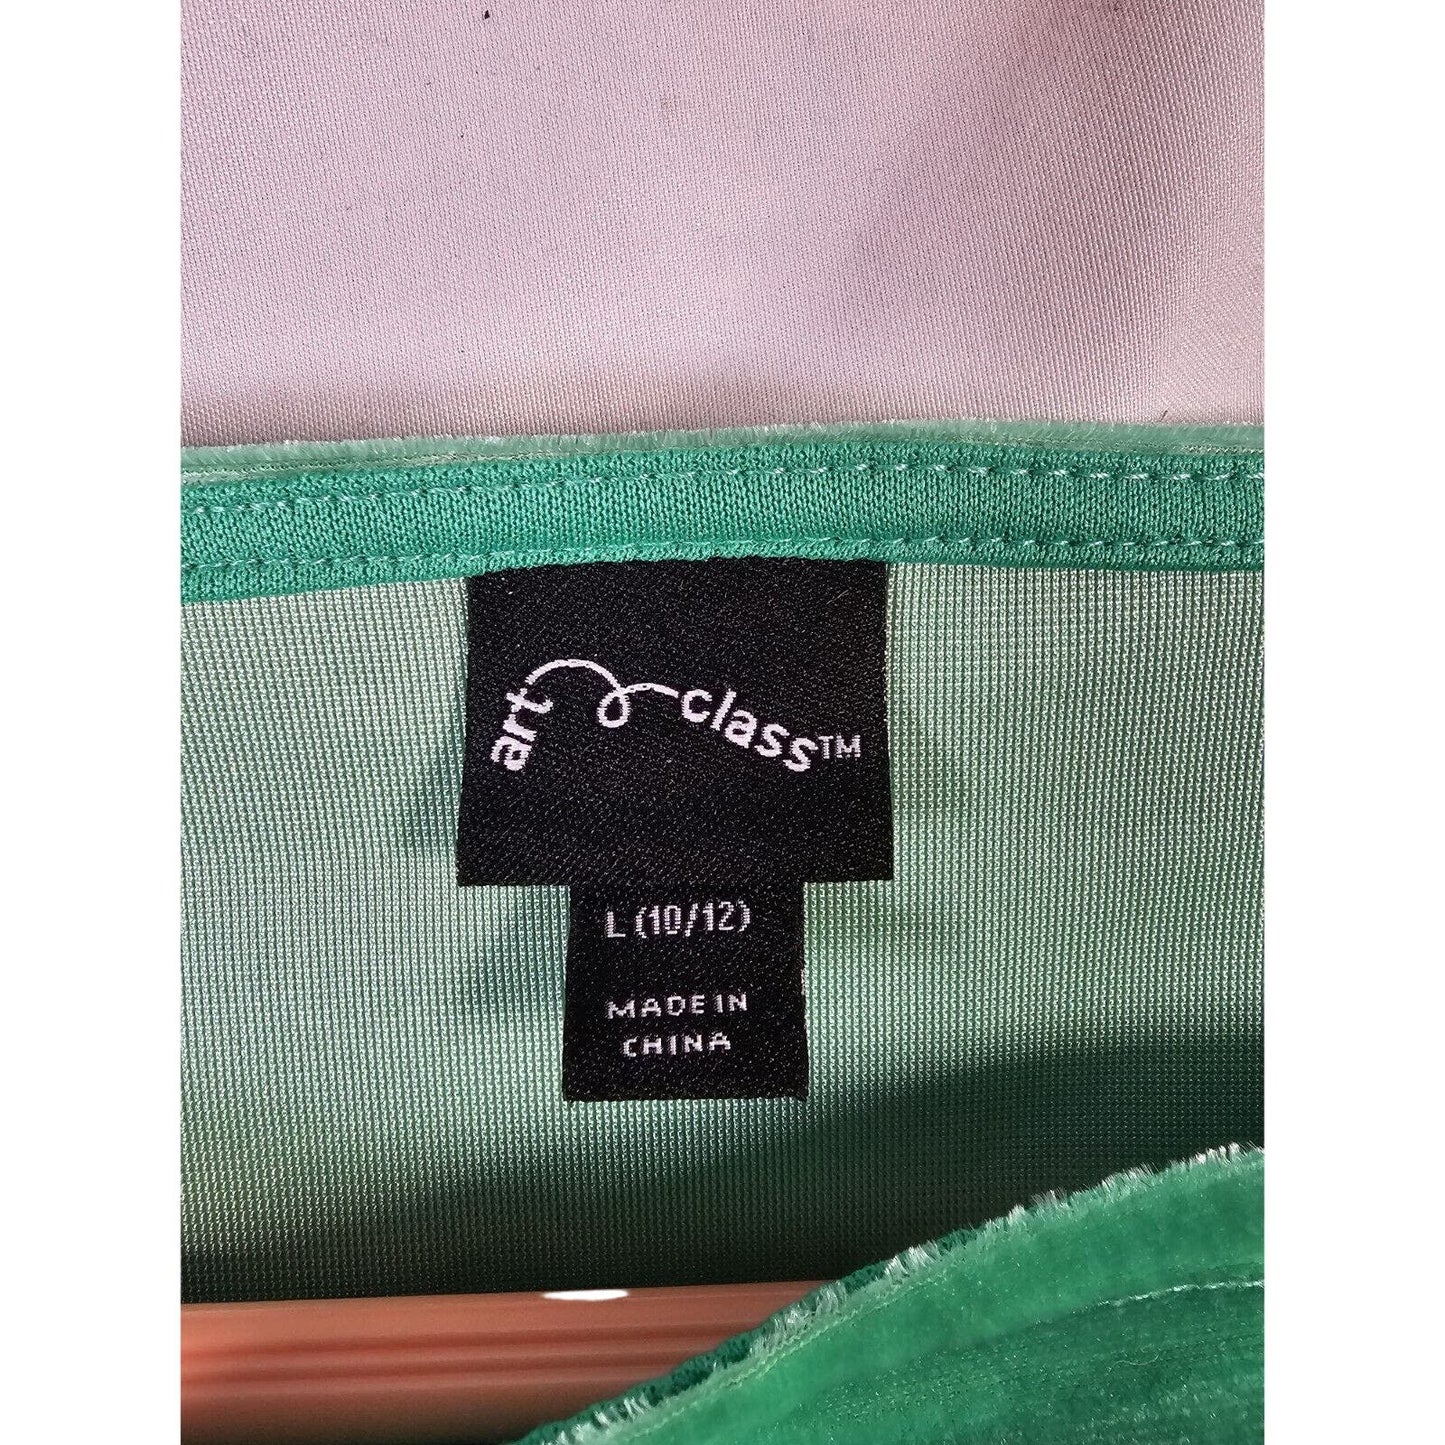 art class™
L (10/12)
MADE IN
CHINA